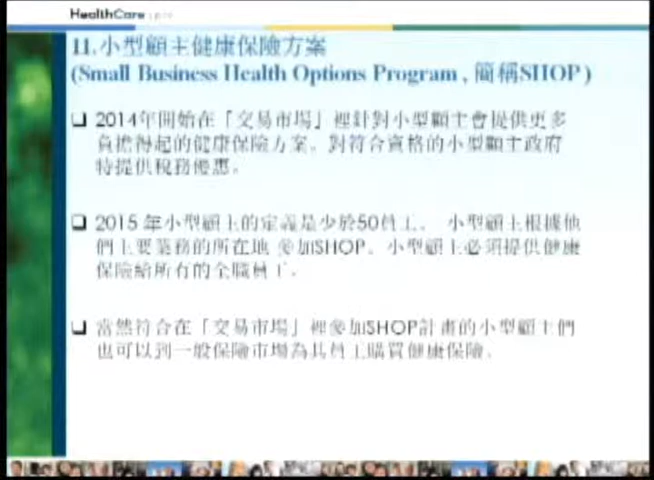 HealthCare
11.小型顧主健康保險方案
(Small Business Health Options Program , 簡稱SHOP )
❑ 2014年開始在「交易市場」裡針對小型顧主會提供更多
負擔得起的健康保險方案。對符合資格的小型顧主政府
特提供稅務優惠。
❑ 2015 年小型顧主的定義是少於50員工。 小型顧主根據他
們主要業務的所在地 參加SHOP。小型顧主必須提供健康
保險給所有的全職員工。
❑ 當然符合在「交易市場」裡參加SHOP計畫的小型顧主們
也可以到一般保險市場為其員工購買健康保險。